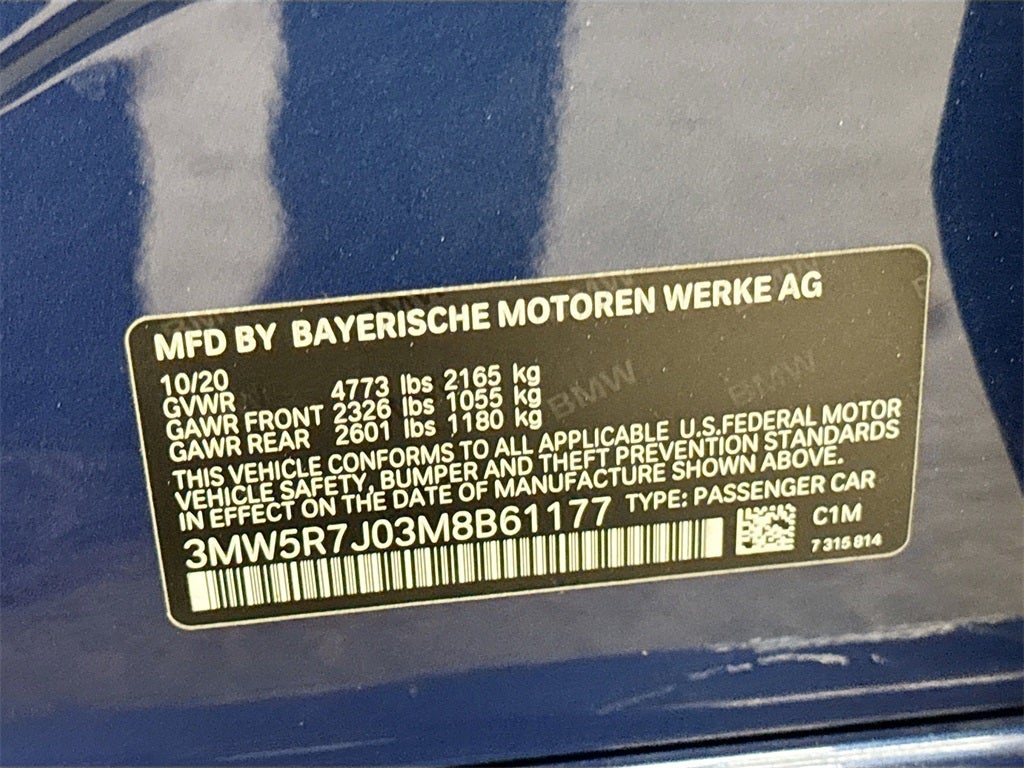 MFD BY BAYERISCHE MOTOREN WERKE AG
10/20
GVWR 4773 lbs 2165 kg
GAWR FRONT 2326 lbs 1055 kg
GAWR REAR 2601 lbs 1180 kg
THIS VEHICLE CONFORMS TO ALL APPLICABLE U.S.FEDERAL MOTOR
VEHICLE SAFETY, BUMPER AND THEFT PREVENTION STANDARDS
IN EFFECT ON THE DATE OF MANUFACTURE SHOWN ABOVE.
3MW5R7J03M8B61177 TYPE: PASSENGER CAR
C1M
7 315 814
BMW
BMW